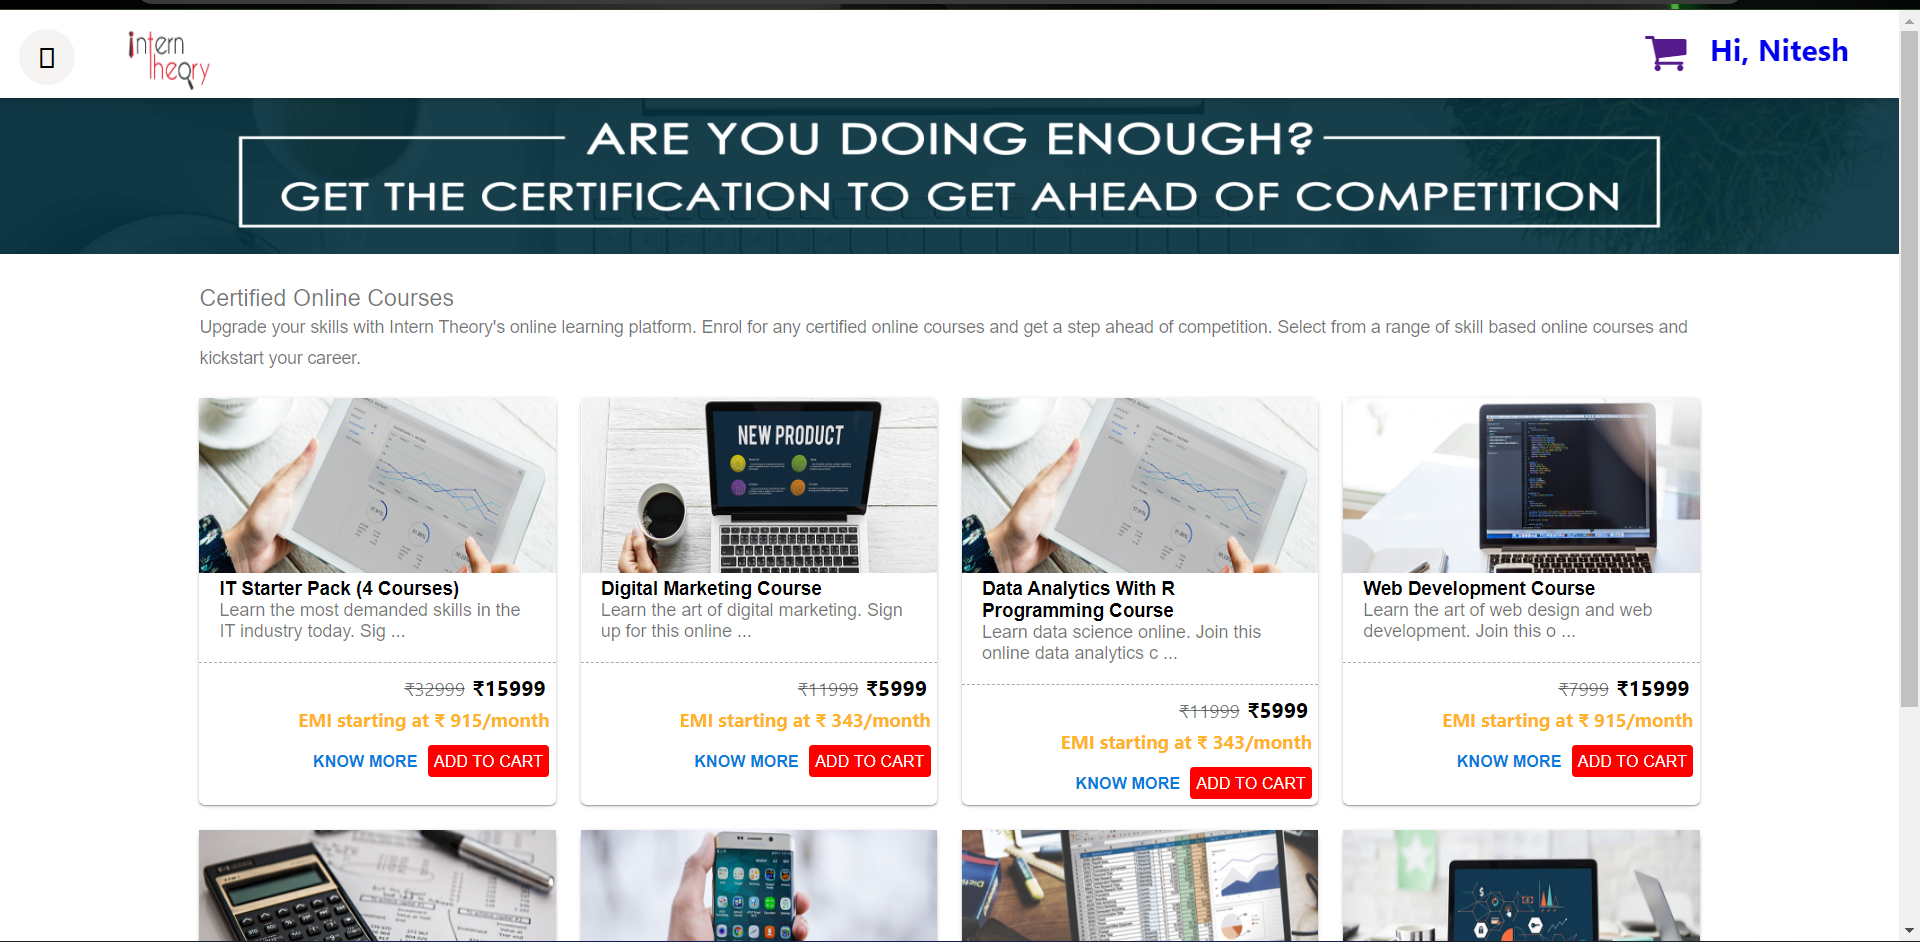 intern
theory
Hi, Nitesh
ARE YOU DOING ENOUGH?
GET THE CERTIFICATION TO GET AHEAD OF COMPETITION
Certified Online Courses
Upgrade your skills with Intern Theory's online learning platform. Enrol for any certified online courses and get a step ahead of competition. Select from a range of skill based online courses and
kickstart your career.
NEW PRODUCT
IT Starter Pack (4 Courses)
Learn the most demanded skills in the
IT industry today. Sig ...
₹32999 ₹15999
EMI starting at ₹ 915/month
KNOW MORE ADD TO CART
Digital Marketing Course
Learn the art of digital marketing. Sign
up for this online ...
₹11999 ₹5999
EMI starting at ₹ 343/month
KNOW MORE ADD TO CART
Data Analytics With R
Programming Course
Learn data science online. Join this
online data analytics c ...
₹11999 ₹5999
EMI starting at ₹ 343/month
KNOW MORE ADD TO CART
Web Development Course
Learn the art of web design and web
development. Join this o ...
₹7999 ₹15999
EMI starting at ₹ 915/month
KNOW MORE ADD TO CART